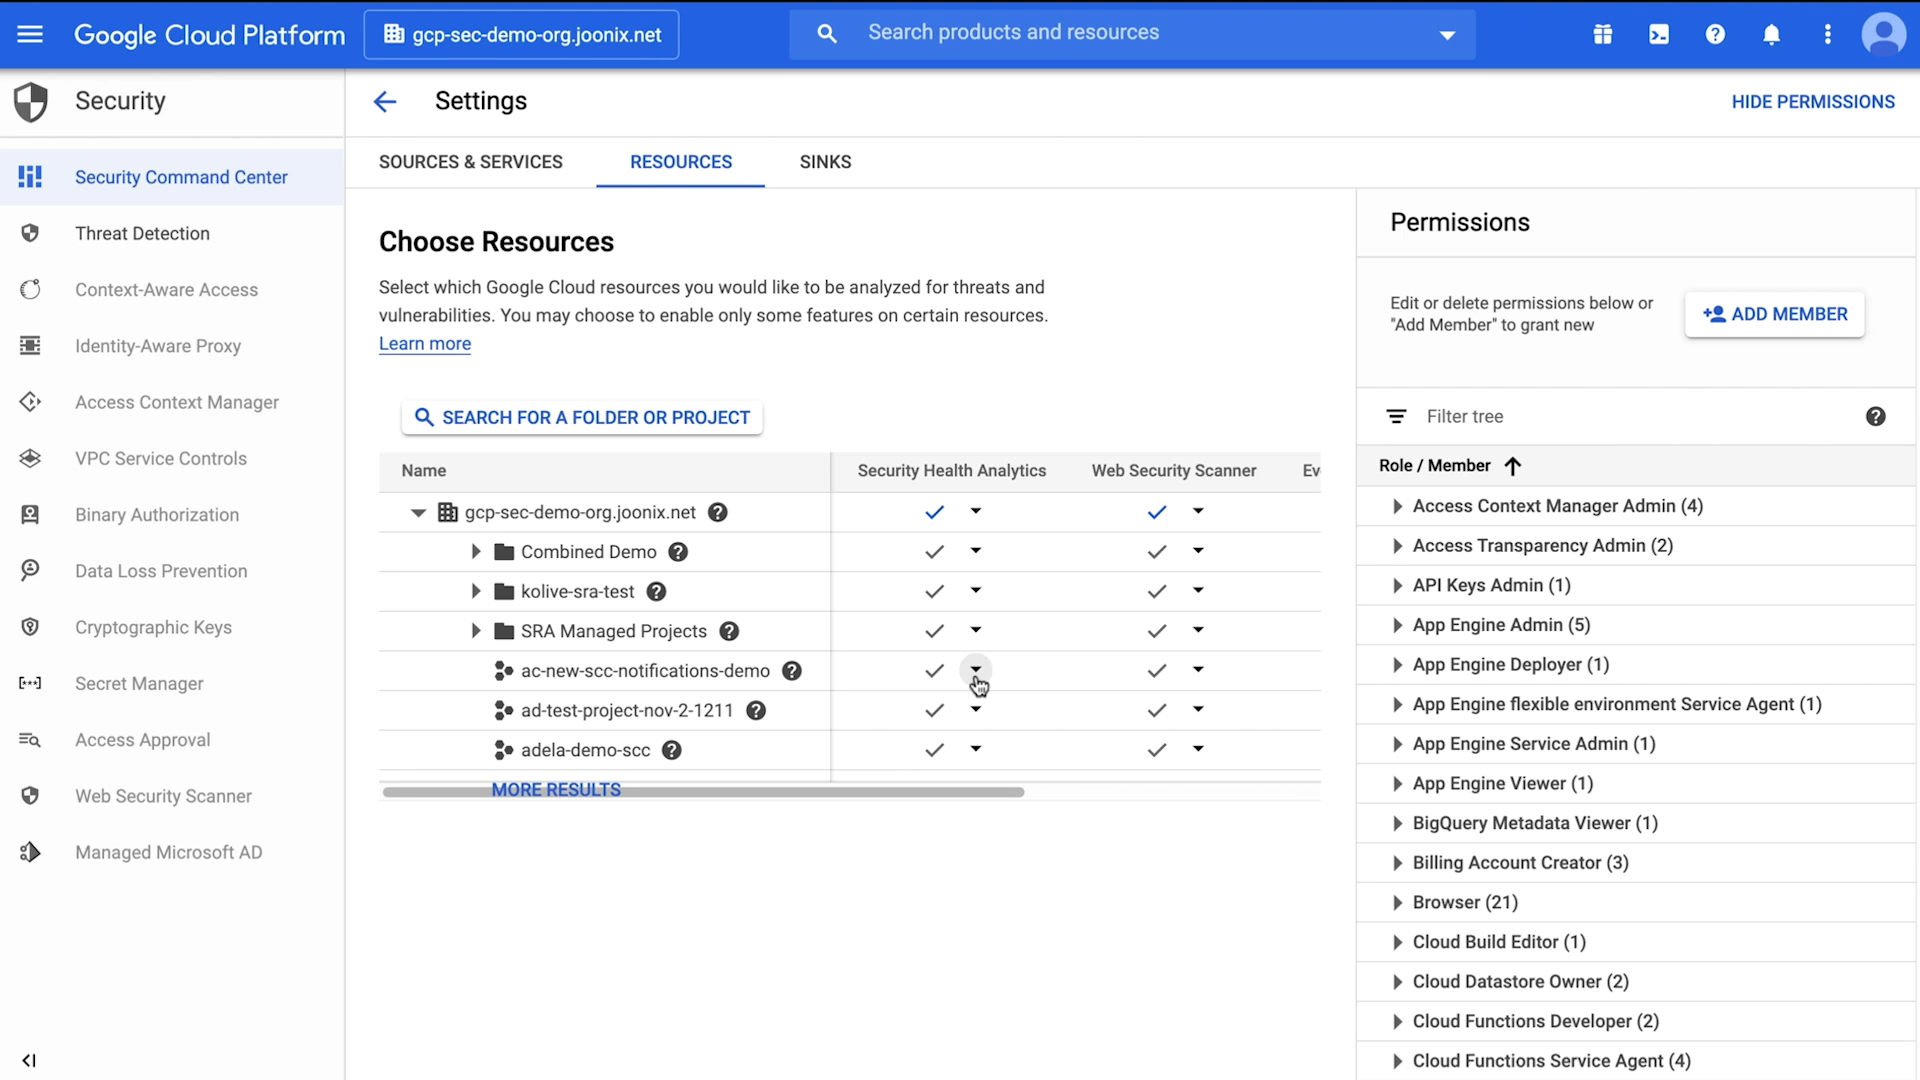 Google Cloud Platform
gcp-sec-demo-org.joonix.net
Search products and resources
Security
Settings
HIDE PERMISSIONS
Security Command Center
Threat Detection
Context-Aware Access
Identity-Aware Proxy
Access Context Manager
VPC Service Controls
Binary Authorization
Data Loss Prevention
Cryptographic Keys
Secret Manager
Access Approval
Web Security Scanner
Managed Microsoft AD
SOURCES & SERVICES
RESOURCES
SINKS
Choose Resources
Select which Google Cloud resources you would like to be analyzed for threats and
vulnerabilities. You may choose to enable only some features on certain resources.
Learn more
SEARCH FOR A FOLDER OR PROJECT
Name
Security Health Analytics
Web Security Scanner
Ev
gcp-sec-demo-org.joonix.net
Combined Demo
kolive-sra-test
SRA Managed Projects
ac-new-scc-notifications-demo
ad-test-project-nov-2-1211
adela-demo-scc
MORE RESULTS
Permissions
Edit or delete permissions below or
"Add Member" to grant new
ADD MEMBER
Filter tree
Role / Member
Access Context Manager Admin (4)
Access Transparency Admin (2)
API Keys Admin (1)
App Engine Admin (5)
App Engine Deployer (1)
App Engine flexible environment Service Agent (1)
App Engine Service Admin (1)
App Engine Viewer (1)
BigQuery Metadata Viewer (1)
Billing Account Creator (3)
Browser (21)
Cloud Build Editor (1)
Cloud Datastore Owner (2)
Cloud Functions Developer (2)
Cloud Functions Service Agent (4)